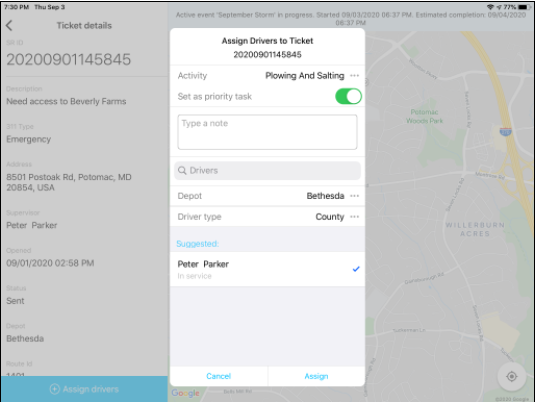 7:30 PM Thu Sep 3
77%
Active event 'September Storm' in progress. Started 09/03/2020 06:37 PM. Estimated completion: 09/04/2020
06:37 PM
Ticket details
SR ID
20200901145845
Description
Need access to Beverly Farms
311 Type
Emergency
Address
8501 Postoak Rd, Potomac, MD
20854, USA
Supervisor
Peter Parker
Opened
09/01/2020 02:58 PM
Status
Sent
Depot
Bethesda
Route Id
1401
Assign drivers
Assign Drivers to Ticket
20200901145845
Activity
Plowing And Salting
Set as priority task
Type a note
Drivers
Depot
Bethesda
Driver type
County
Suggested:
Peter Parker
In service
Cancel
Assign
Potomac
Woods Park
WILLERBURN
ACRES
Google
©2020 Google